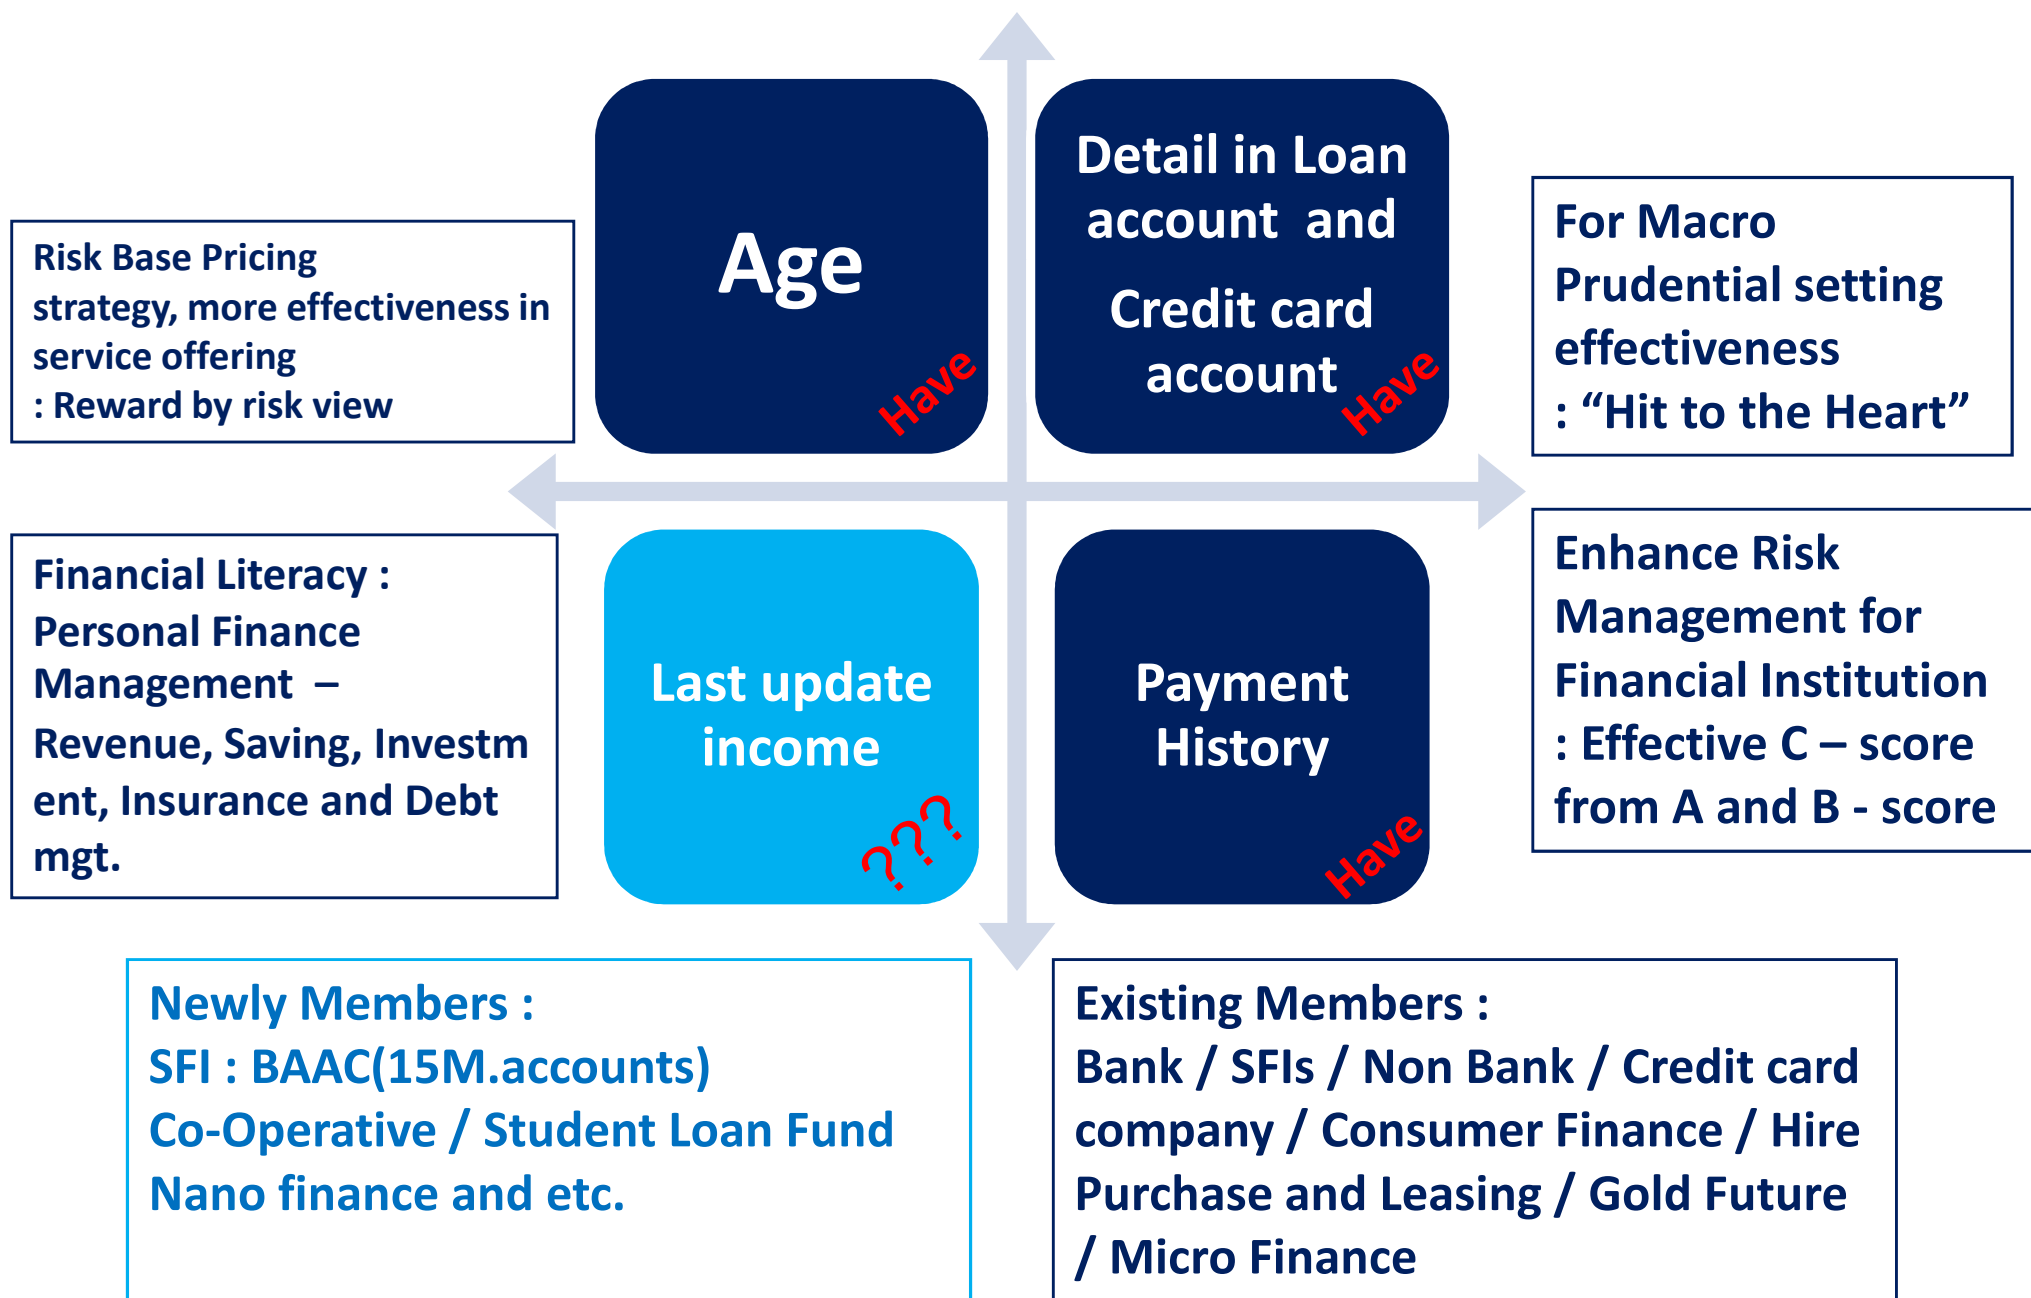 Risk Base Pricing
strategy, more effectiveness in
service offering
: Reward by risk view
Age
Have
Detail in Loan
account and
Credit card
account
Have
For Macro
Prudential setting
effectiveness
: “Hit to the Heart”
Financial Literacy :
Personal Finance
Management –
Revenue, Saving, Investm
ent, Insurance and Debt
mgt.
Last update
income
???
Payment
History
Have
Enhance Risk
Management for
Financial Institution
: Effective C – score
from A and B - score
Newly Members :
SFI : BAAC(15M.accounts)
Co-Operative / Student Loan Fund
Nano finance and etc.
Existing Members :
Bank / SFIs / Non Bank / Credit card
company / Consumer Finance / Hire
Purchase and Leasing / Gold Future
/ Micro Finance